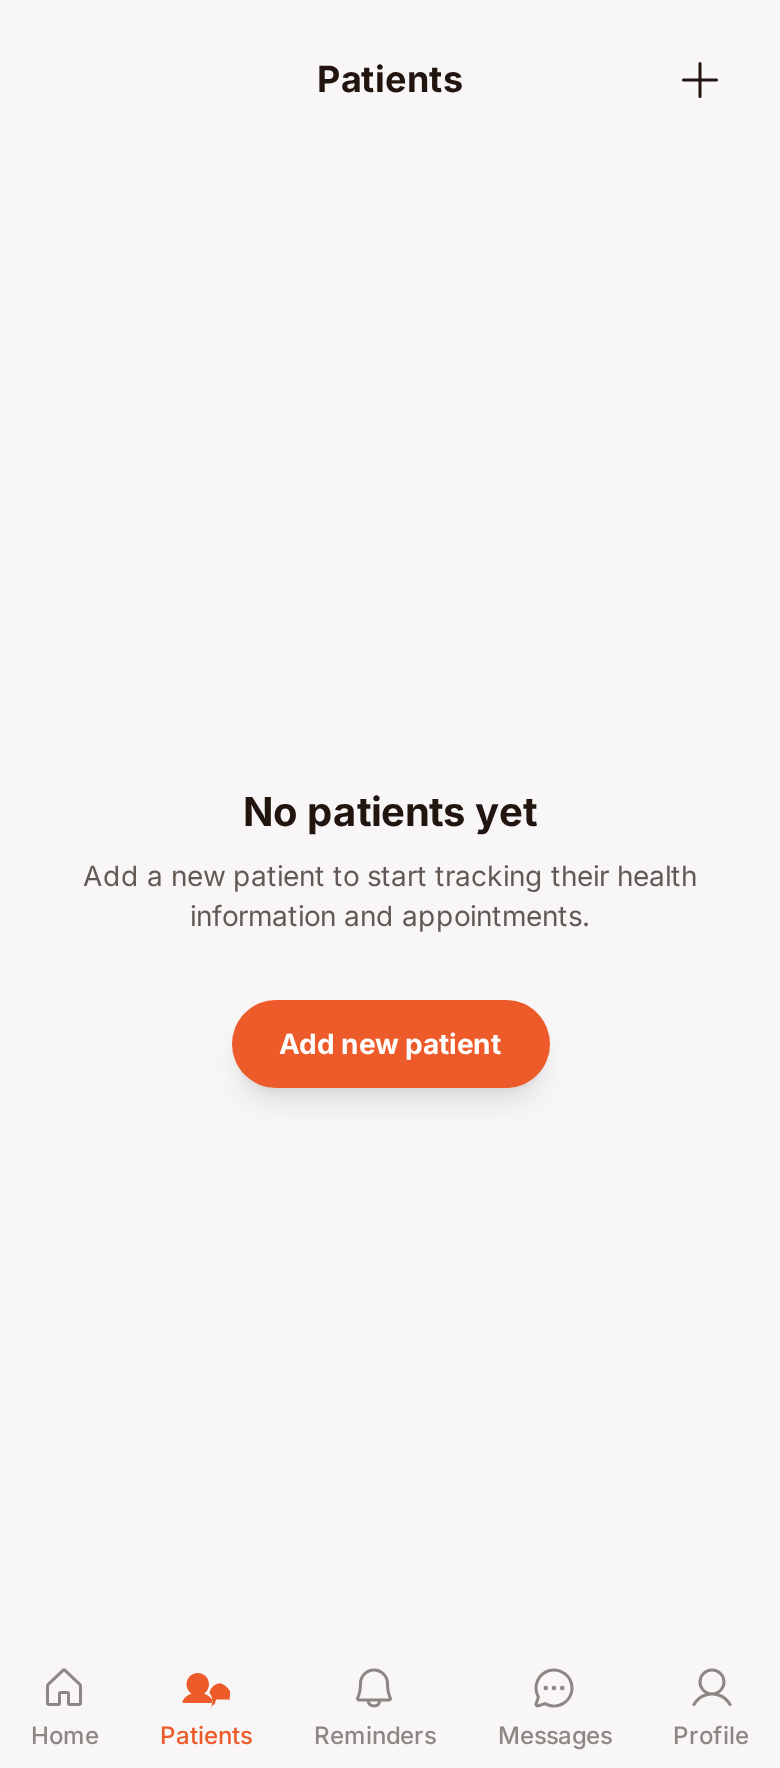 Patients
No patients yet
Add a new patient to start tracking their health
information and appointments.
Add new patient
Home
Patients
Reminders
Messages
Profile